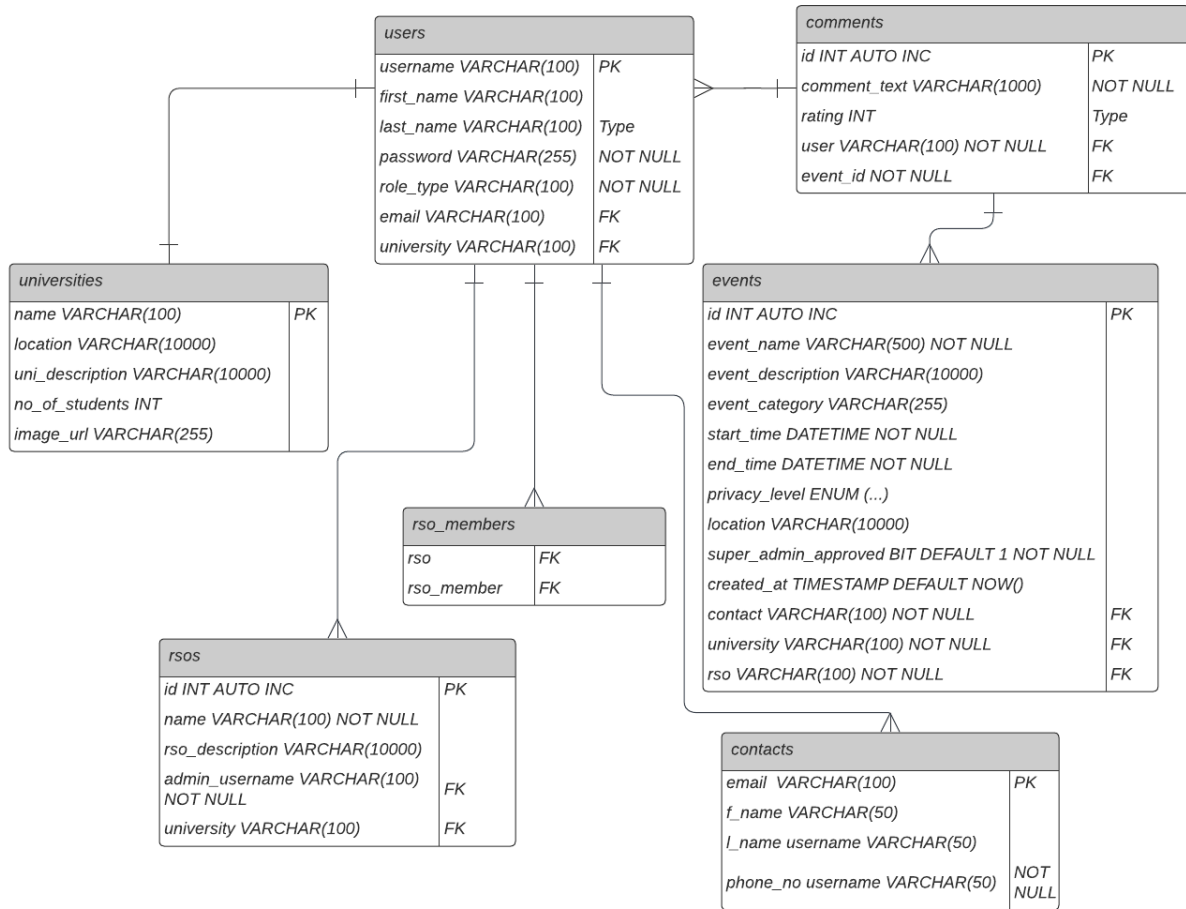 users
username VARCHAR(100) PK
first_name VARCHAR(100)
last_name VARCHAR(100) Type
password VARCHAR(255) NOT NULL
role_type VARCHAR(100) NOT NULL
email VARCHAR(100) FK
university VARCHAR(100) FK
comments
id INT AUTO INC PK
comment_text VARCHAR(1000) NOT NULL
rating INT Type
user VARCHAR(100) NOT NULL FK
event_id NOT NULL FK
universities
name VARCHAR(100) PK
location VARCHAR(10000)
uni_description VARCHAR(10000)
no_of_students INT
image_url VARCHAR(255)
events
id INT AUTO INC PK
event_name VARCHAR(500) NOT NULL
event_description VARCHAR(10000)
event_category VARCHAR(255)
start_time DATETIME NOT NULL
end_time DATETIME NOT NULL
privacy_level ENUM (...)
location VARCHAR(10000)
super_admin_approved BIT DEFAULT 1 NOT NULL
created_at TIMESTAMP DEFAULT NOW()
contact VARCHAR(100) NOT NULL FK
university VARCHAR(100) NOT NULL FK
rso VARCHAR(100) NOT NULL FK
rso_members
rso FK
rso_member FK
rsos
id INT AUTO INC PK
name VARCHAR(100) NOT NULL
rso_description VARCHAR(10000)
admin_username VARCHAR(100)
NOT NULL FK
university VARCHAR(100) FK
contacts
email VARCHAR(100) PK
f_name VARCHAR(50)
l_name username VARCHAR(50)
phone_no username VARCHAR(50) NOT
NULL